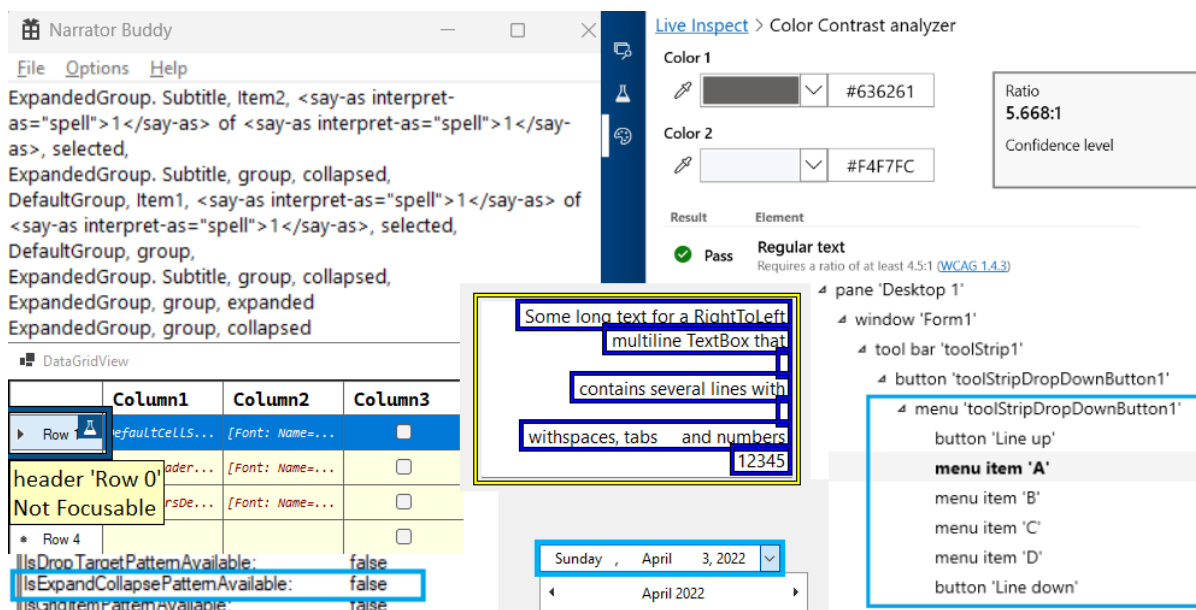 Narrator Buddy
File Options Help
ExpandedGroup. Subtitle, Item2, <say-as interpret-
as="spell">1</say-as> of <say-as interpret-as="spell">1</say-
as>, selected,
ExpandedGroup. Subtitle, group, collapsed,
DefaultGroup, Item1, <say-as interpret-as="spell">1</say-as> of
<say-as interpret-as="spell">1</say-as>, selected,
DefaultGroup, group,
ExpandedGroup. Subtitle, group, collapsed,
ExpandedGroup, group, expanded
ExpandedGroup, group, collapsed
Live Inspect > Color Contrast analyzer
Color 1
#636261
Color 2
#F4F7FC
Ratio
5.668:1
Confidence level
Result Element
Pass Regular text
Requires a ratio of at least 4.5:1 (WCAG 1.4.3)
DataGridView
Column1 Column2 Column3
Row 1 efaultCellS... [Font: Name=...
ader... [Font: Name=...
rsDe... [Font: Name=...
Row 4
header 'Row 0'
Not Focusable
IsDropTargetPatternAvailable: false
IsExpandCollapsePatternAvailable: false
IsGridItemPatternAvailable: false
Some long text for a RightToLeft
multiline TextBox that
contains several lines with
withspaces, tabs and numbers
12345
Sunday , April 3, 2022
April 2022
pane 'Desktop 1'
window 'Form1'
tool bar 'toolStrip1'
button 'toolStripDropDownButton1'
menu 'toolStripDropDownButton1'
button 'Line up'
menu item 'A'
menu item 'B'
menu item 'C'
menu item 'D'
button 'Line down'